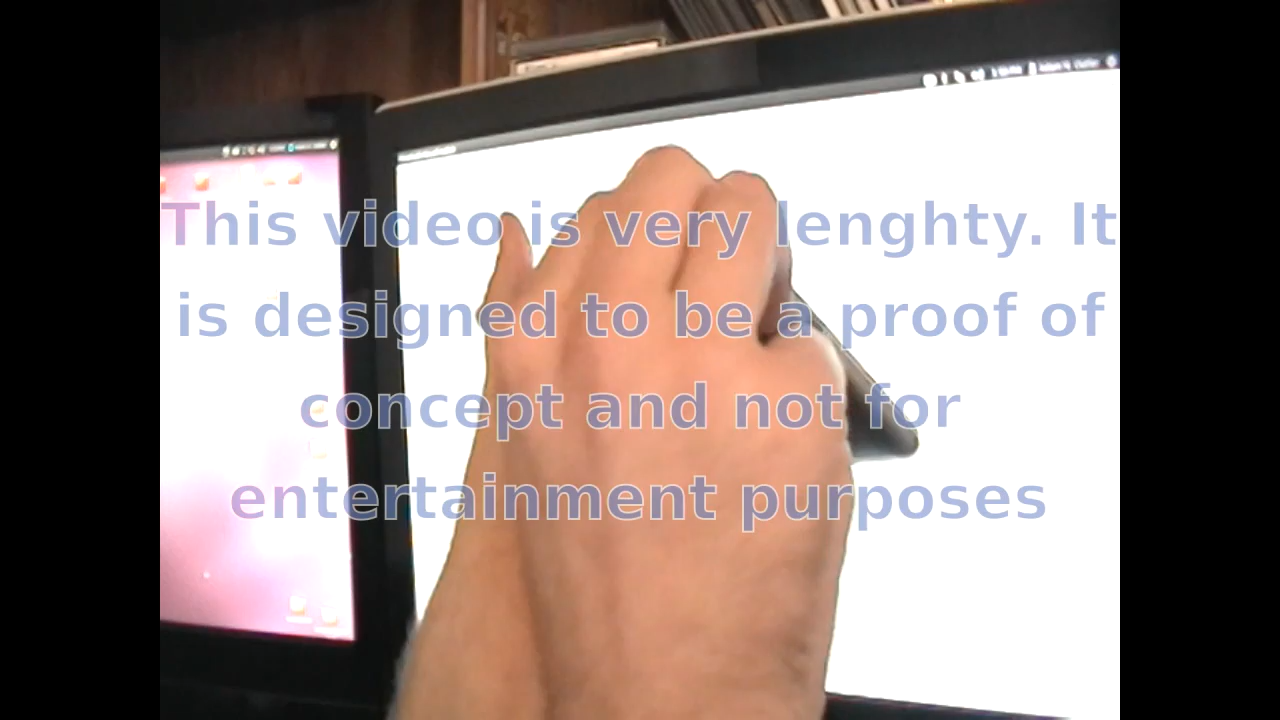 This video is very lenghty. It
is designed to be a proof of
concept and not for
entertainment purposes